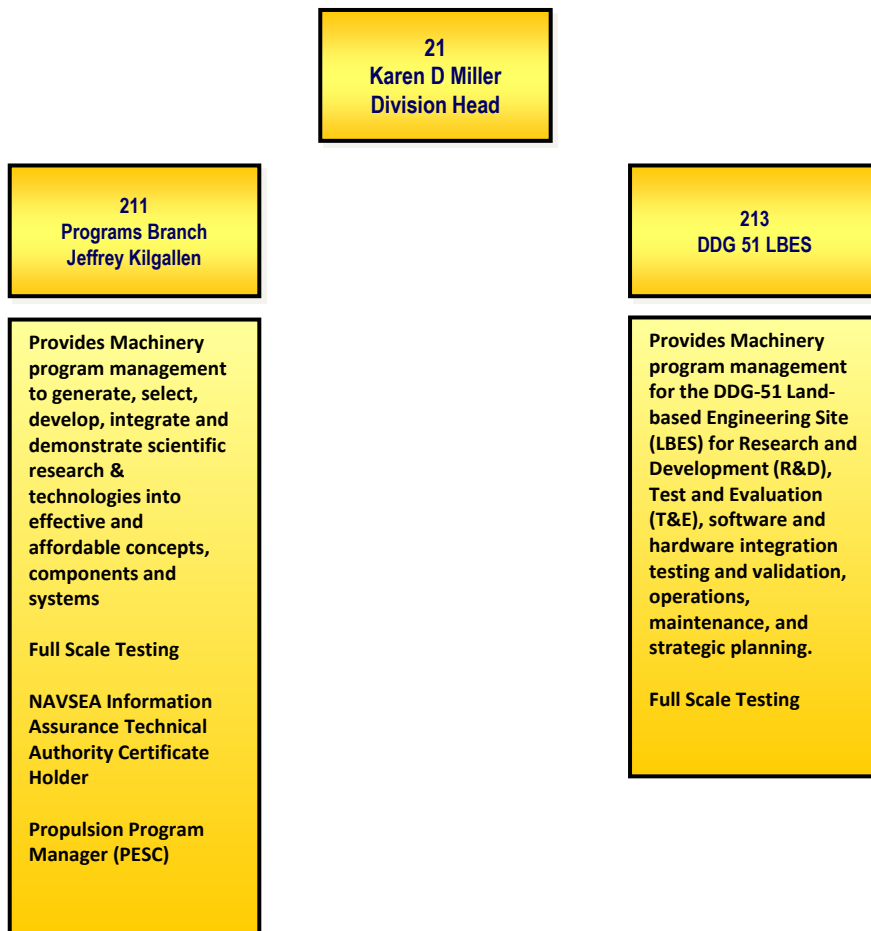 21
Karen D Miller
Division Head
211
Programs Branch
Jeffrey Kilgallen
213
DDG 51 LBES
Provides Machinery
program management
to generate, select,
develop, integrate and
demonstrate scientific
research &
technologies into
effective and
affordable concepts,
components and
systems
Full Scale Testing
NAVSEA Information
Assurance Technical
Authority Certificate
Holder
Propulsion Program
Manager (PESC)
Provides Machinery
program management
for the DDG-51 Land-
based Engineering Site
(LBES) for Research and
Development (R&D),
Test and Evaluation
(T&E), software and
hardware integration
testing and validation,
operations,
maintenance, and
strategic planning.
Full Scale Testing